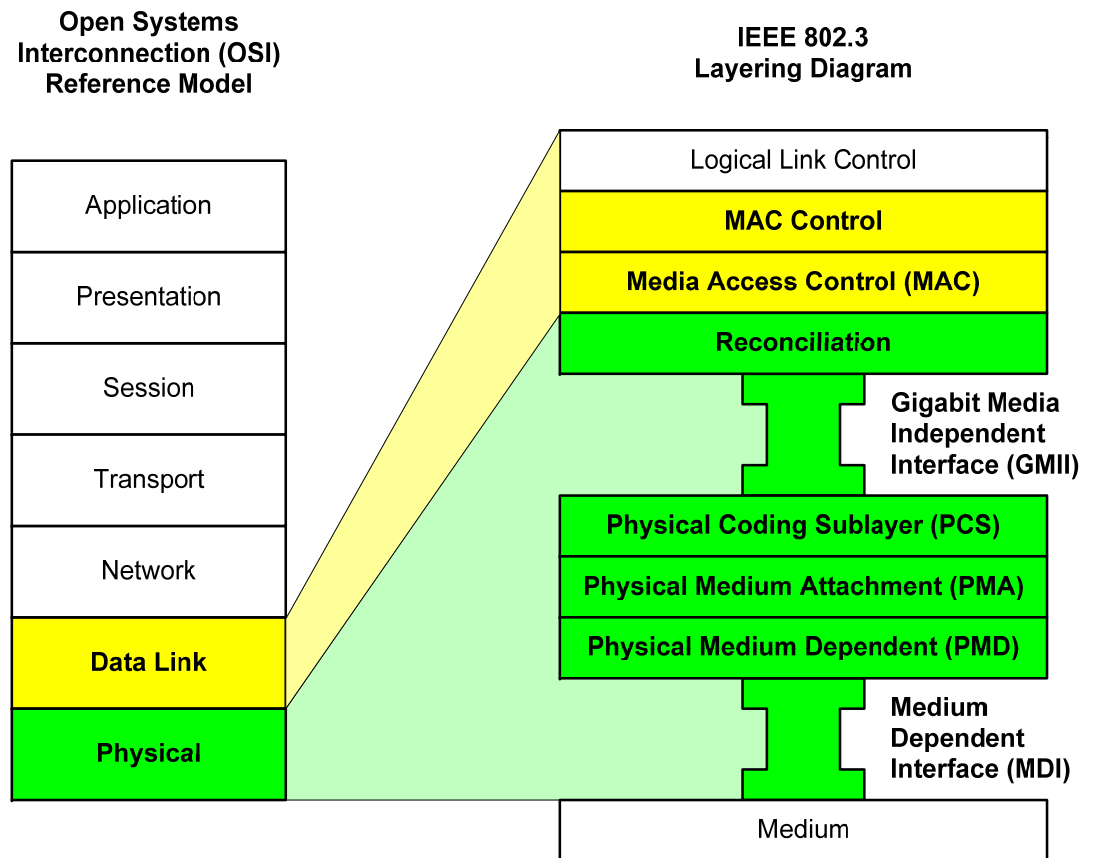 Open Systems
Interconnection (OSI)
Reference Model
Application
Presentation
Session
Transport
Network
Data Link
Physical
IEEE 802.3
Layering Diagram
Logical Link Control
MAC Control
Media Access Control (MAC)
Reconciliation
Gigabit Media
Independent
Interface (GMII)
Physical Coding Sublayer (PCS)
Physical Medium Attachment (PMA)
Physical Medium Dependent (PMD)
Medium
Dependent
Interface (MDI)
Medium